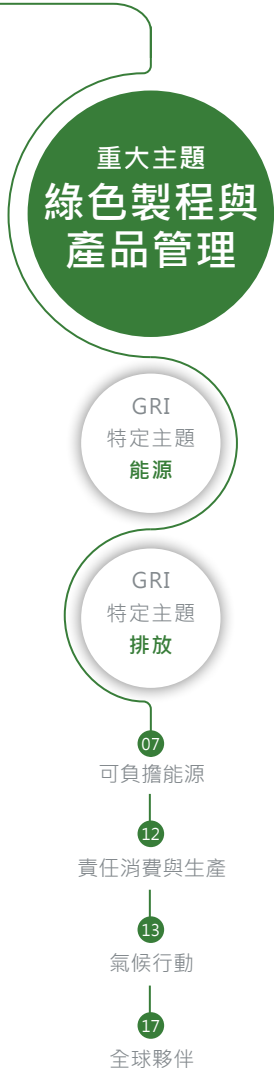 重大主題
綠色製程與
產品管理
GRI
特定主題
能源
GRI
特定主題
排放
07
可負擔能源
12
責任消費與生產
13
氣候行動
17
全球夥伴